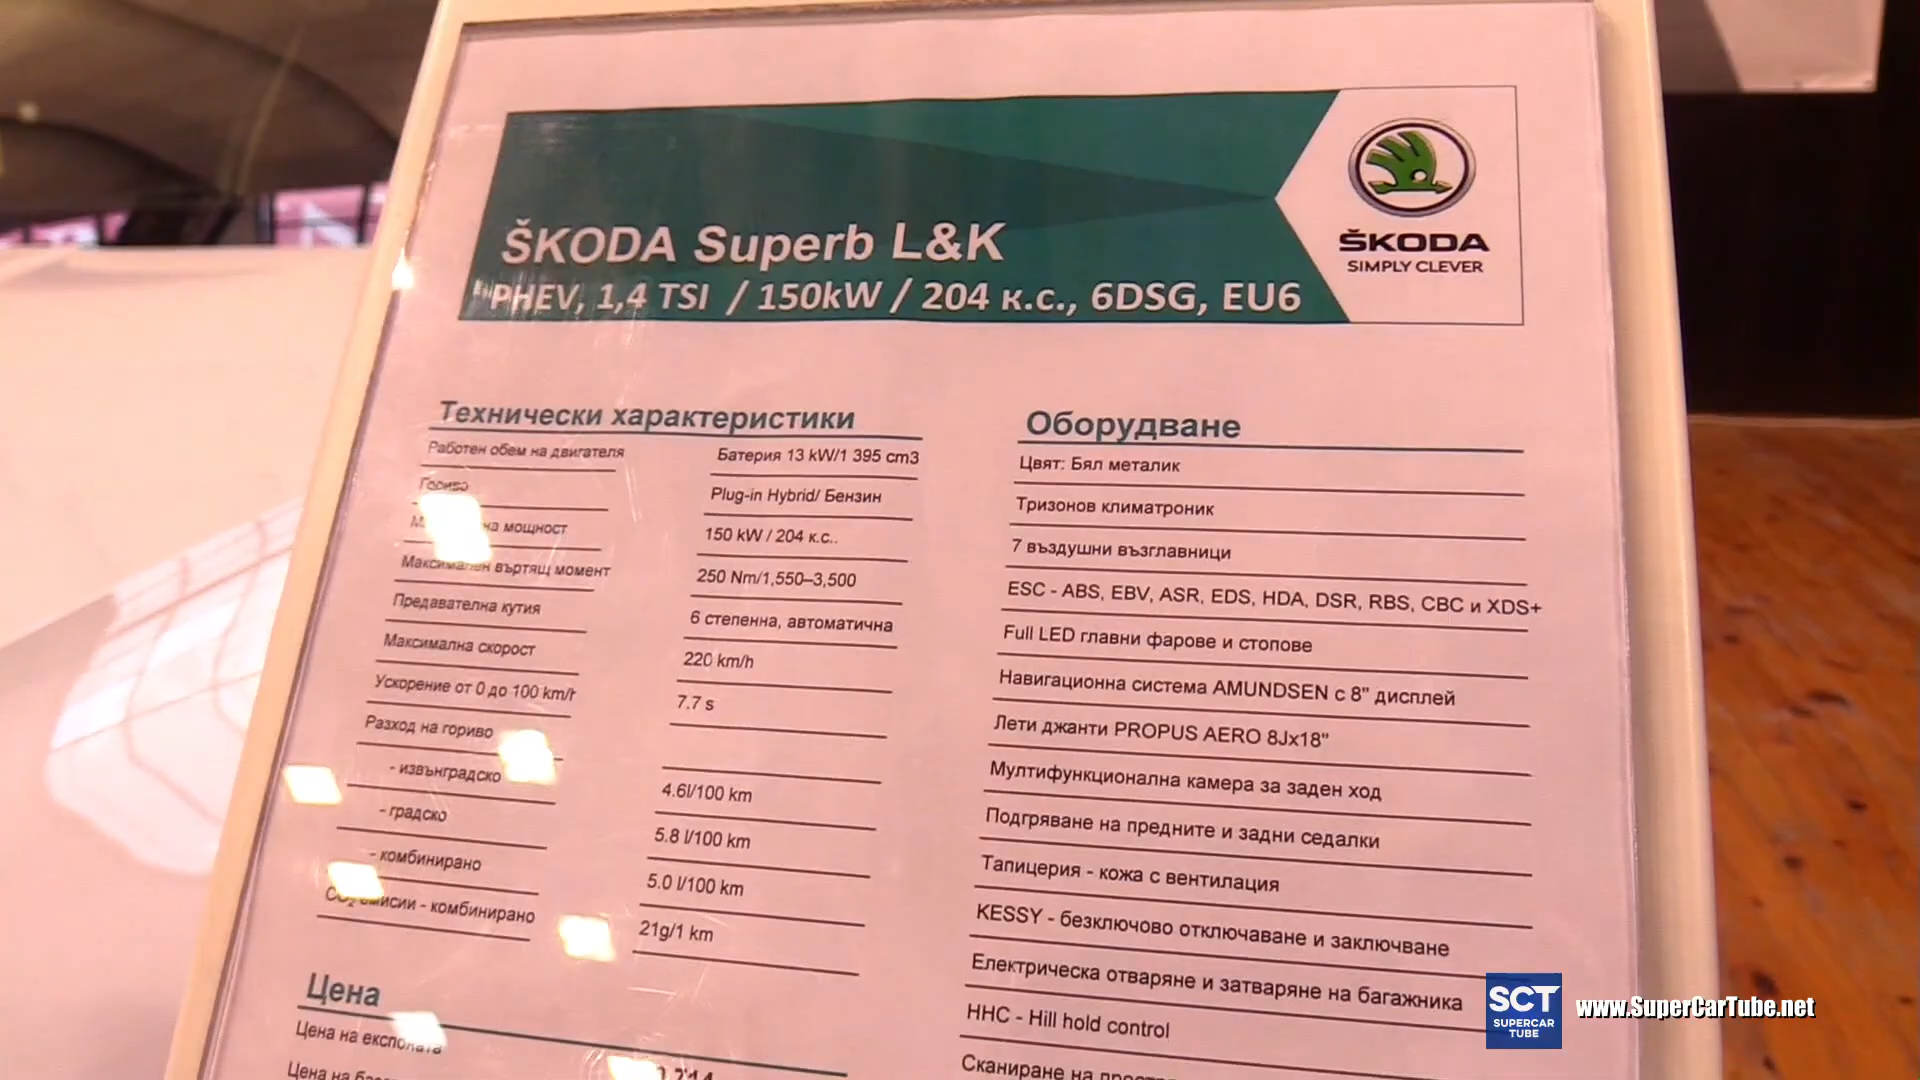 ŠKODA Superb L&K
PHEV, 1,4 TSI / 150kW / 204 к.с., 6DSG, EU6
ŠKODA
SIMPLY CLEVER
Технически характеристики
Работен обем на двигателя Батерия 13 kW/1 395 cm3
Гориво Plug-in Hybrid/ Бензин
мощност 150 kW / 204 к.с..
Максимален въртящ момент 250 Nm/1,550–3,500
Предавателна кутия 6 степенна, автоматична
Максимална скорост 220 km/h
Ускорение от 0 до 100 km/h 7.7 s
Разход на гориво
- извънградско 4.6l/100 km
- градско 5.8 l/100 km
- комбинирано 5.0 l/100 km
CO2 емисии - комбинирано 21g/1 km
Цена
Цена на експоната
Цена на
Оборудване
Цвят: Бял металик
Тризонов климатроник
7 въздушни възглавници
ESC - ABS, EBV, ASR, EDS, HDA, DSR, RBS, CBC и XDS+
Full LED главни фарове и стопове
Навигационна система AMUNDSEN с 8" дисплей
Лети джанти PROPUS AERO 8Jx18"
Мултифункционална камера за заден ход
Подгряване на предните и задни седалки
Тапицерия - кожа с вентилация
KESSY - безключово отключаване и заключване
Електрическа отваряне и затваряне на багажника
HHC - Hill hold control
Сканиране на
SCT
SUPERCAR
TUBE
www.SuperCarTube.net